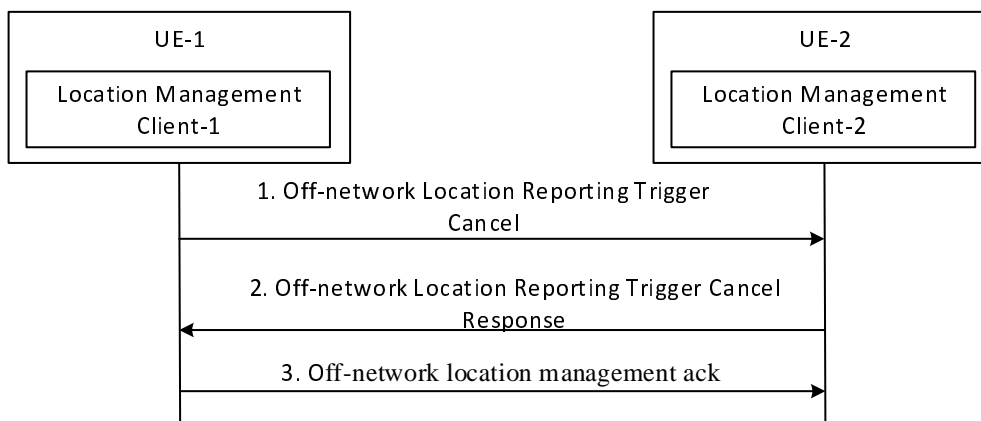 UE-1
Location Management
Client-1
UE-2
Location Management
Client-2
1. Off-network Location Reporting Trigger
Cancel
2. Off-network Location Reporting Trigger Cancel
Response
3. Off-network location management ack